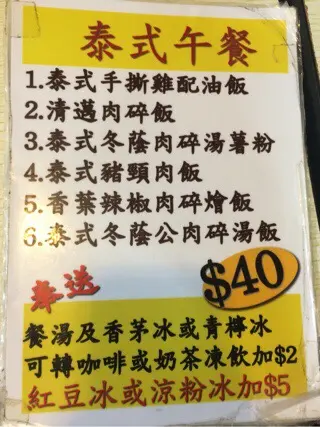 泰式午餐
1.泰式手撕雞配油飯
2.清邁肉碎飯
3.泰式冬蔭肉碎湯薯粉
4.泰式豬頸肉飯
5.香葉辣椒肉碎燴飯
6.泰式冬蔭公肉碎湯飯
奉送
$40
餐湯及香茅冰或青檸冰
可轉咖啡或奶茶凍飲加$2
紅豆冰或涼粉冰加$5